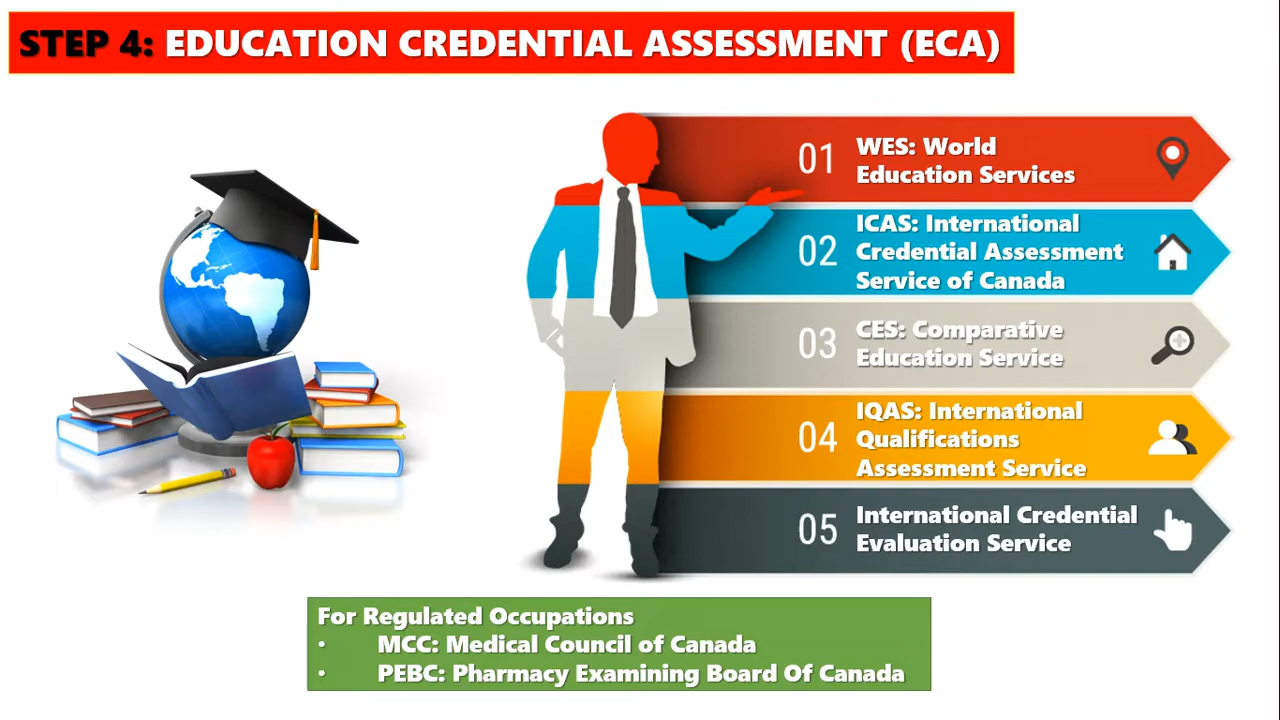 STEP 4: EDUCATION CREDENTIAL ASSESSMENT (ECA)
01
WES: World
Education Services
02
ICAS: International
Credential Assessment
Service of Canada
03
CES: Comparative
Education Service
04
IQAS: International
Qualifications
Assessment Service
05
International Credential
Evaluation Service
For Regulated Occupations
• MCC: Medical Council of Canada
• PEBC: Pharmacy Examining Board Of Canada